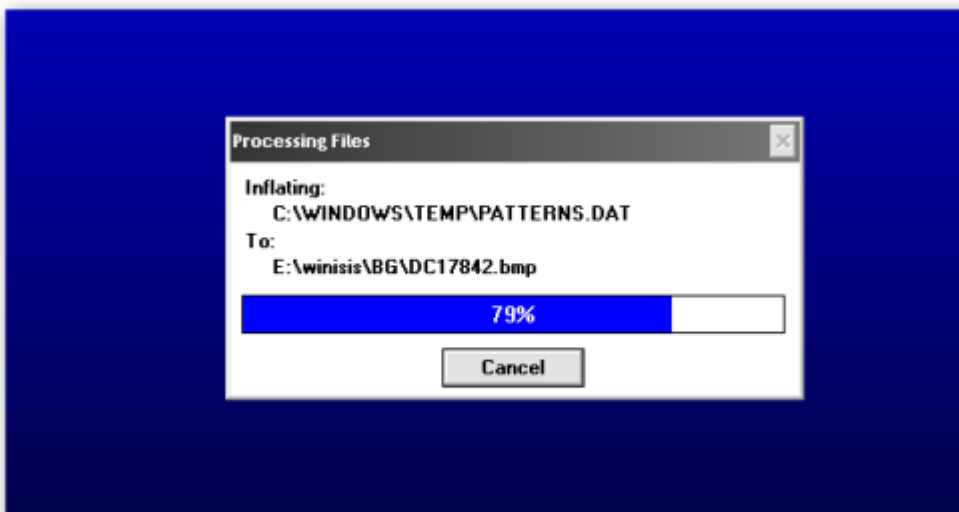 Processing Files
Inflating:
C:\WINDOWS\TEMP\PATTERNS.DAT
To:
E:\winisis\BG\DC17842.bmp
79%
Cancel